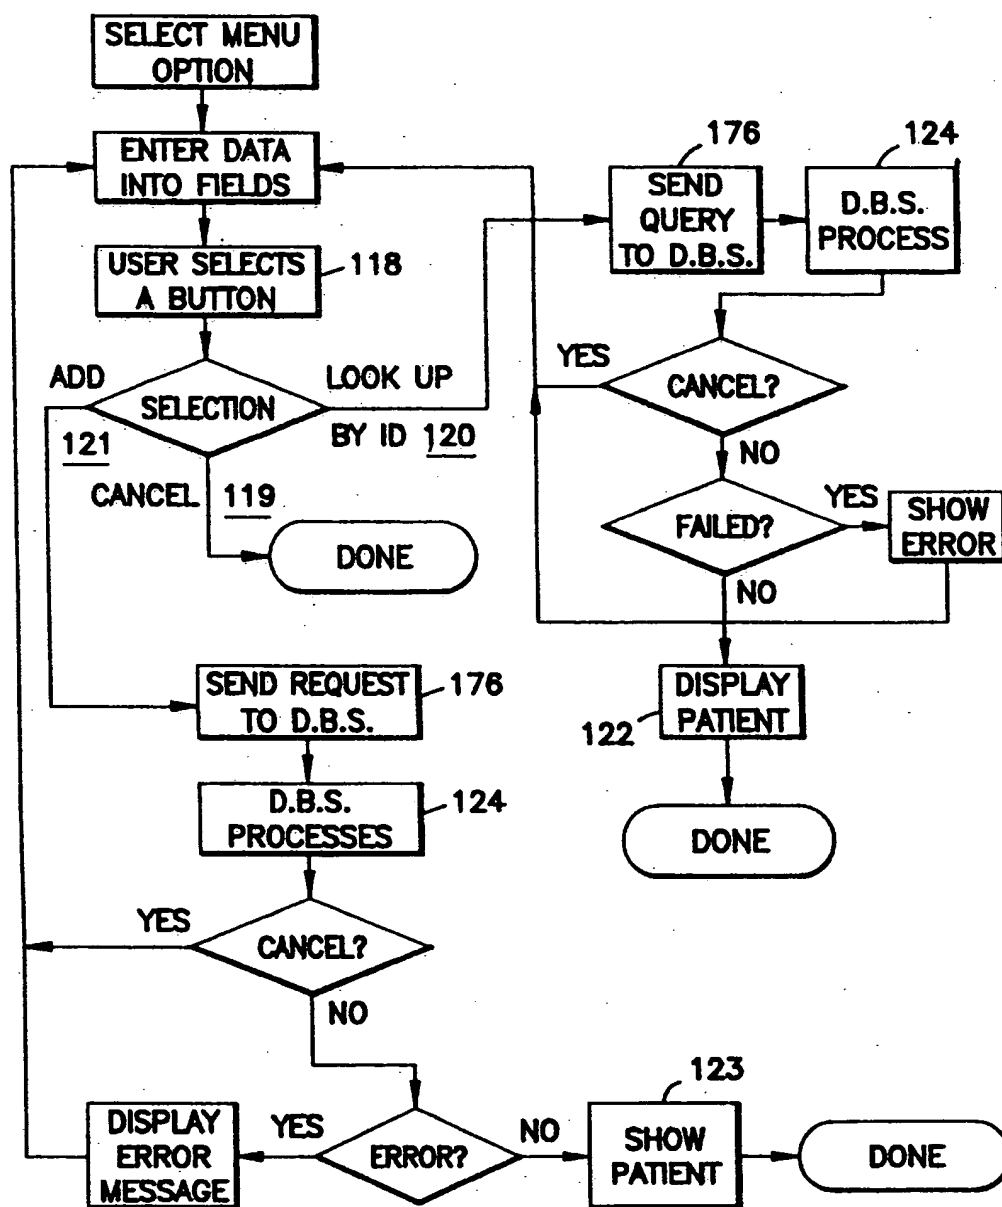 SELECT MENU
OPTION
ENTER DATA
INTO FIELDS
USER SELECTS
A BUTTON
118
SELECTION
ADD
121
LOOK UP
BY ID 120
CANCEL 119
DONE
176
SEND
QUERY
TO D.B.S.
124
D.B.S.
PROCESS
CANCEL?
YES
NO
FAILED?
YES
SHOW
ERROR
NO
DISPLAY
PATIENT
122
DONE
SEND REQUEST
TO D.B.S.
176
D.B.S.
PROCESSES
124
CANCEL?
YES
NO
ERROR?
YES
DISPLAY
ERROR
MESSAGE
NO
123
SHOW
PATIENT
DONE